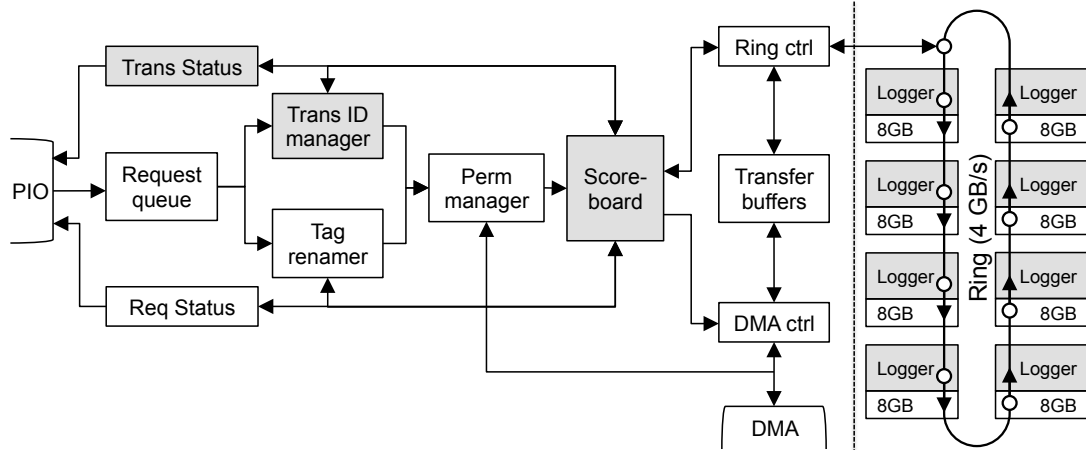 Trans Status
Trans ID
manager
PIO
Request
queue
Tag
renamer
Req Status
Perm
manager
Score-
board
Ring ctrl
Transfer
buffers
DMA ctrl
DMA
Logger
8GB
Logger
8GB
Logger
8GB
Logger
8GB
Ring (4 GB/s)
Logger
8GB
Logger
8GB
Logger
8GB
Logger
8GB